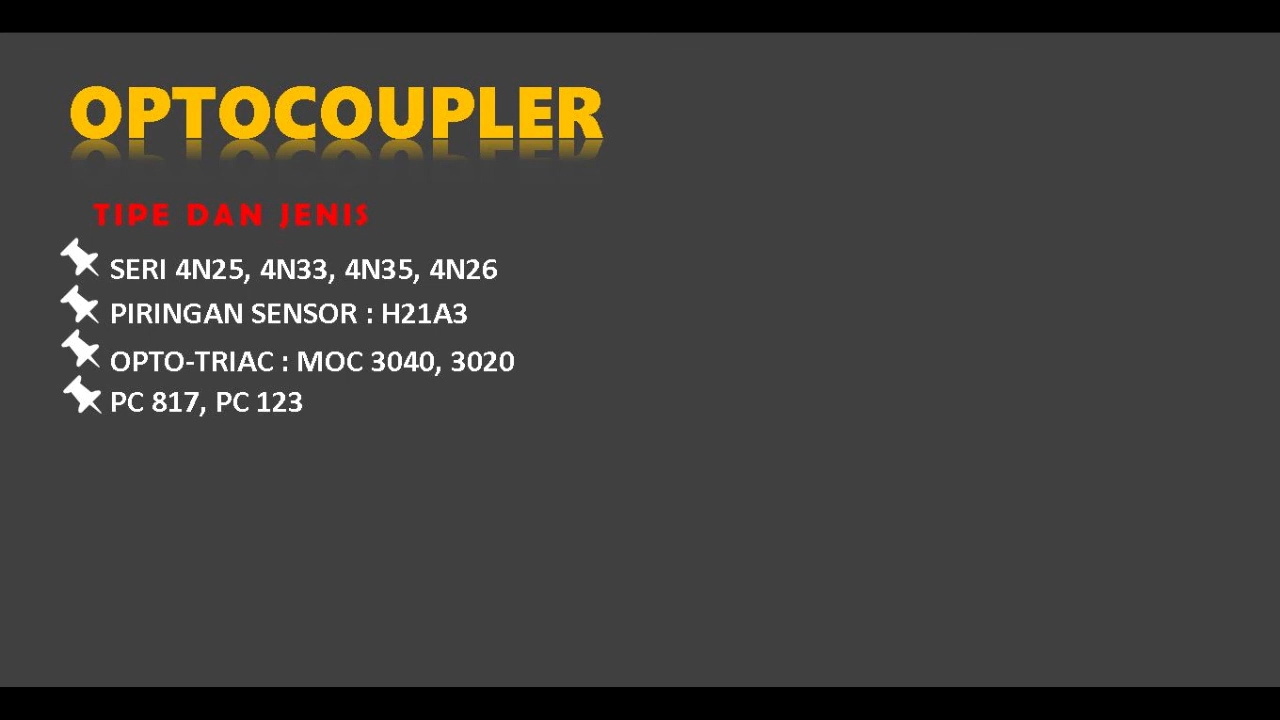 OPTOCOUPLER
TIPE DAN JENIS
SERI 4N25, 4N33, 4N35, 4N26
PIRINGAN SENSOR : H21A3
OPTO-TRIAC : MOC 3040, 3020
PC 817, PC 123